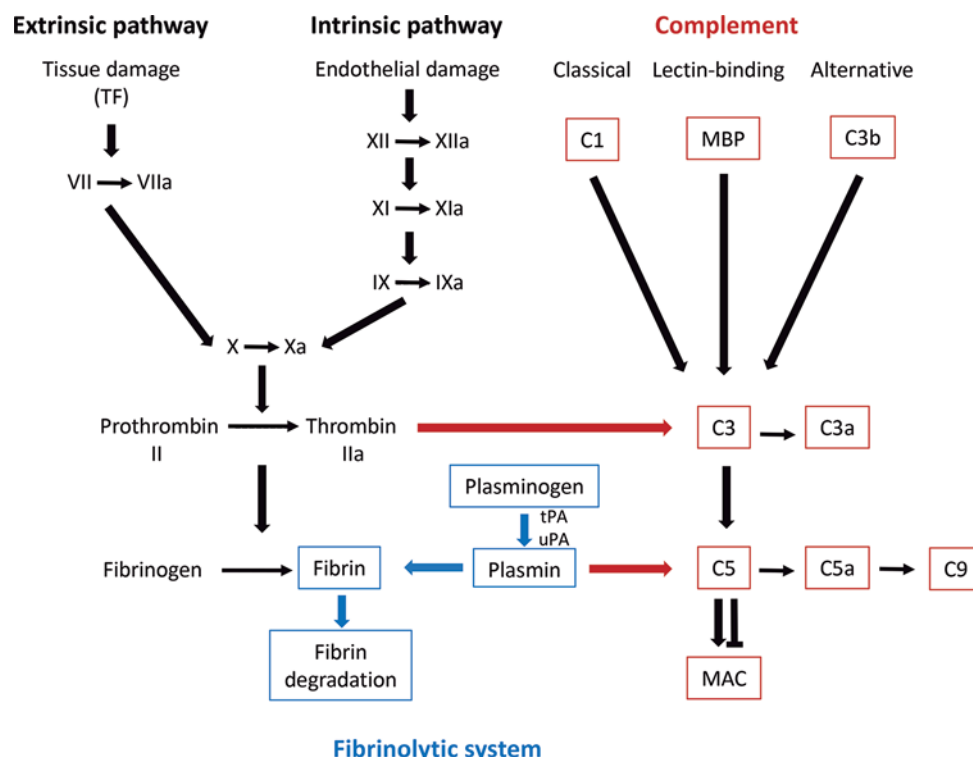 Extrinsic pathway
Intrinsic pathway
Complement
Tissue damage
(TF)
Endothelial damage
Classical
Lectin-binding
Alternative
C1
MBP
C3b
XII
XIIa
VII
VIIa
XI
XIa
IX
IXa
X
Xa
Prothrombin
II
Thrombin
IIa
C3
C3a
Plasminogen
tPA
uPA
Fibrinogen
Fibrin
Plasmin
C5
C5a
C9
Fibrin
degradation
MAC
Fibrinolytic system